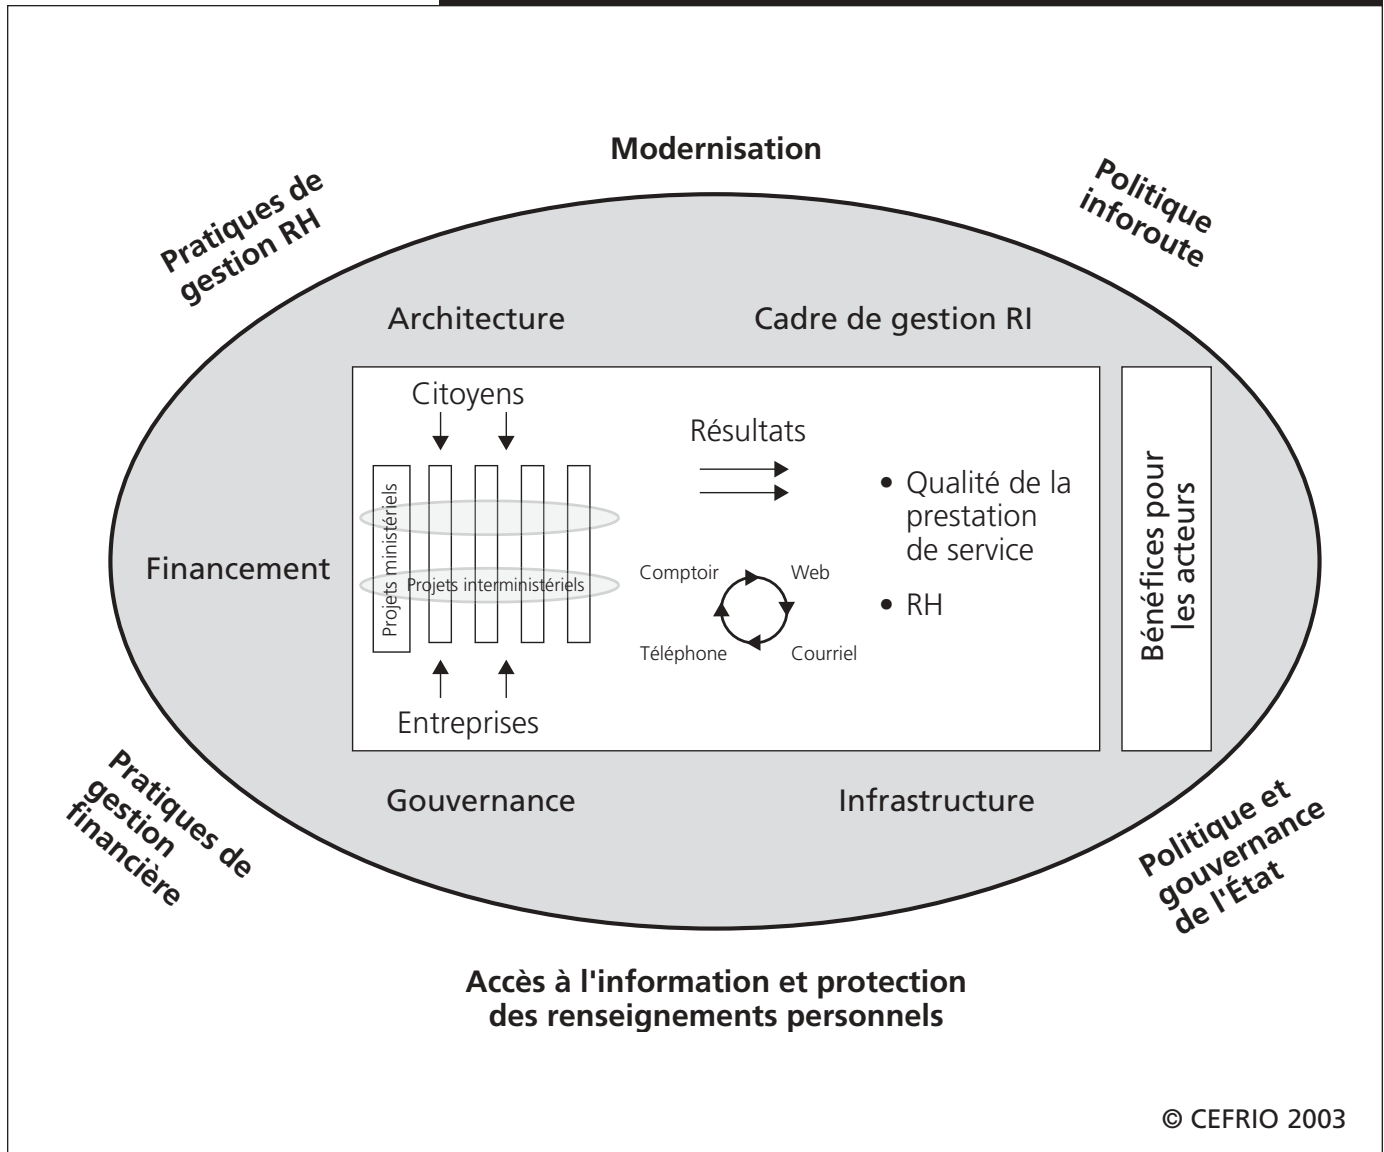 Modernisation
Pratiques de
gestion RH
Politique
inforoute
Architecture
Cadre de gestion RI
Citoyens
Résultats
Projets ministériels
Projets interministériels
• Qualité de la
prestation
de service
• RH
Comptoir
Web
Téléphone
Courriel
Entreprises
Financement
Bénéfices pour
les acteurs
Gouvernance
Infrastructure
Pratiques de
gestion
financière
Politique et
gouvernance
de l'État
Accès à l'information et protection
des renseignements personnels
© CEFRIO 2003